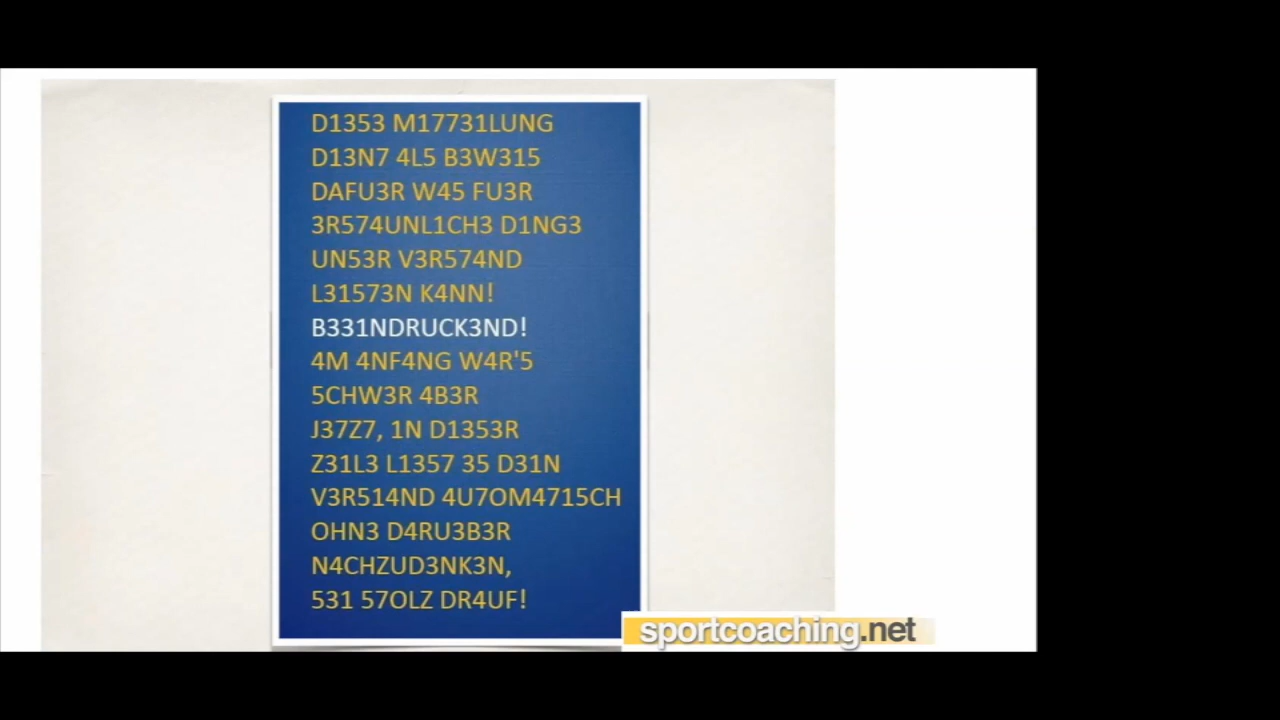 D1353 M17731LUNG
D13N7 4L5 B3W315
DAFU3R W45 FU3R
3R574UNL1CH3 D1NG3
UN53R V3R574ND
L31573N K4NN!
B331NDRUCK3ND!
4M 4NF4NG W4R'5
5CHW3R 4B3R
J37Z7, 1N D1353R
Z31L3 L1357 35 D31N
V3R514ND 4U7OM4715CH
OHN3 D4RU3B3R
N4CHZUD3NK3N,
531 57OLZ DR4UF!
sportcoaching.net